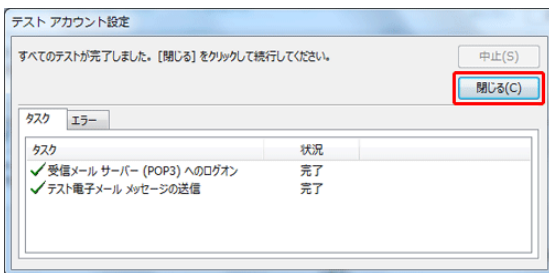 テスト アカウント設定
すべてのテストが完了しました。[閉じる] をクリックして続行してください。
中止(S)
閉じる(C)
タスク エラー
タスク 状況
受信メール サーバー (POP3) へのログオン 完了
テスト電子メール メッセージの送信 完了